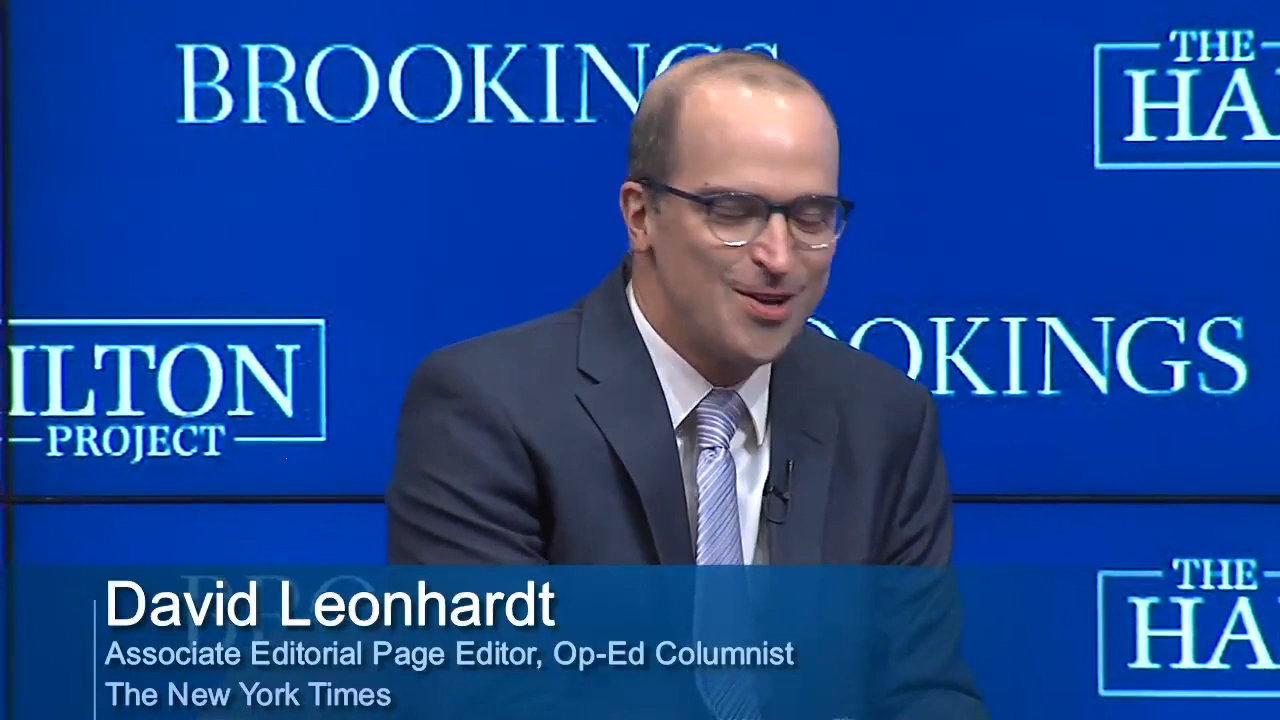 BROOKINGS
THE
HA
OOKINGS
ILTON
PROJECT
THE
HA
David Leonhardt
Associate Editorial Page Editor, Op-Ed Columnist
The New York Times